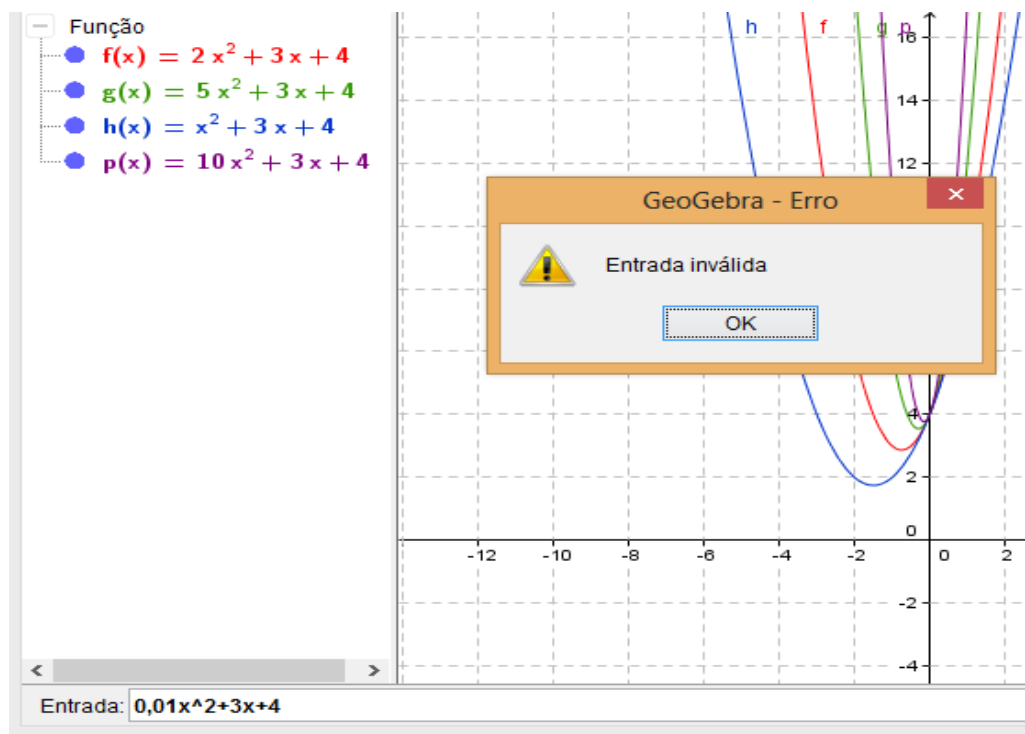 Função
f(x) = 2 x² + 3 x + 4
g(x) = 5 x² + 3 x + 4
h(x) = x² + 3 x + 4
p(x) = 10 x² + 3 x + 4
h f g p
16
14
12
GeoGebra - Erro
Entrada inválida
OK
4
2
0
-12 -10 -8 -6 -4 -2 0 2
-2
-4
Entrada: 0,01x^2+3x+4